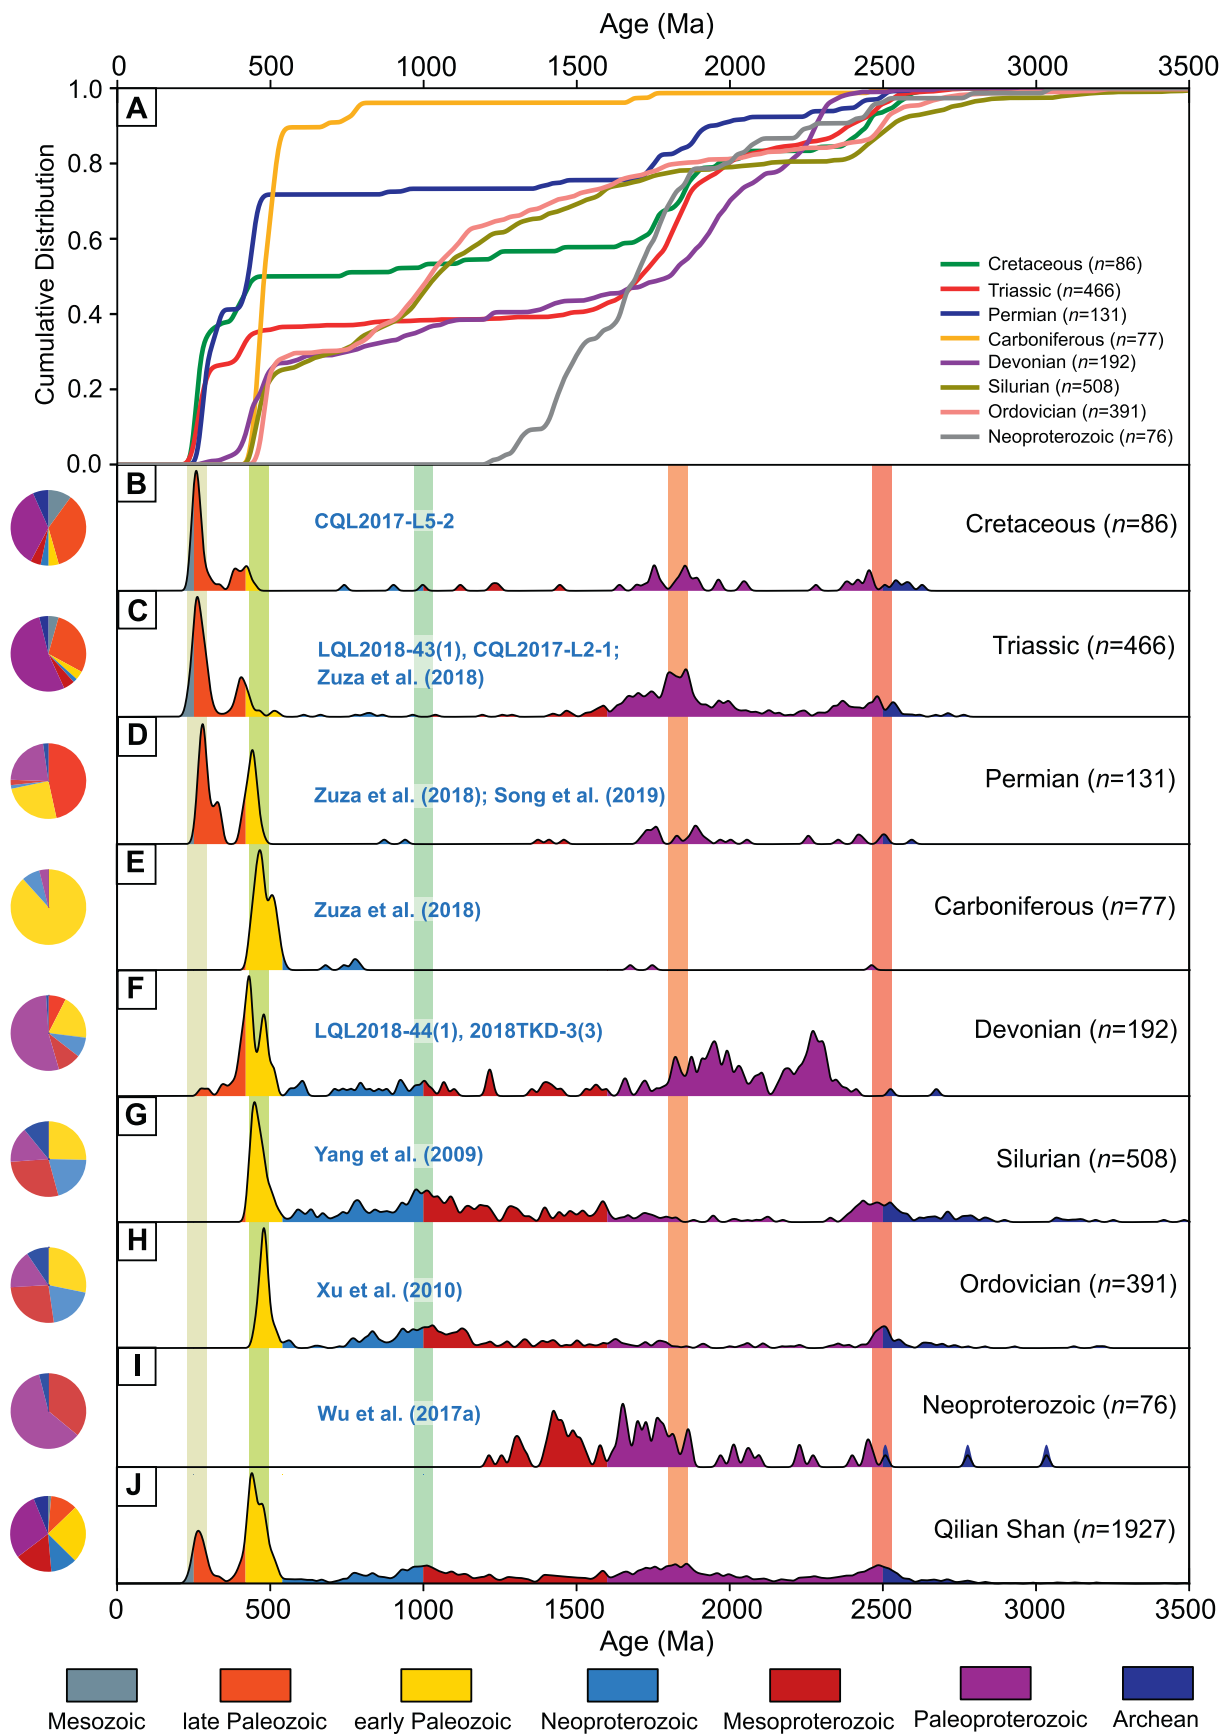 Age (Ma)
0 500 1000 1500 2000 2500 3000 3500
1.0
0.8
0.6
0.4
0.2
0.0
Cumulative Distribution
A
Cretaceous (n=86)
Triassic (n=466)
Permian (n=131)
Carboniferous (n=77)
Devonian (n=192)
Silurian (n=508)
Ordovician (n=391)
Neoproterozoic (n=76)
B
CQL2017-L5-2
Cretaceous (n=86)
C
LQL2018-43(1), CQL2017-L2-1;
Zuza et al. (2018)
Triassic (n=466)
D
Zuza et al. (2018); Song et al. (2019)
Permian (n=131)
E
Zuza et al. (2018)
Carboniferous (n=77)
F
LQL2018-44(1), 2018TKD-3(3)
Devonian (n=192)
G
Yang et al. (2009)
Silurian (n=508)
H
Xu et al. (2010)
Ordovician (n=391)
I
Wu et al. (2017a)
Neoproterozoic (n=76)
J
Qilian Shan (n=1927)
0 500 1000 1500 2000 2500 3000 3500
Age (Ma)
Mesozoic late Paleozoic early Paleozoic Neoproterozoic Mesoproterozoic Paleoproterozoic Archean